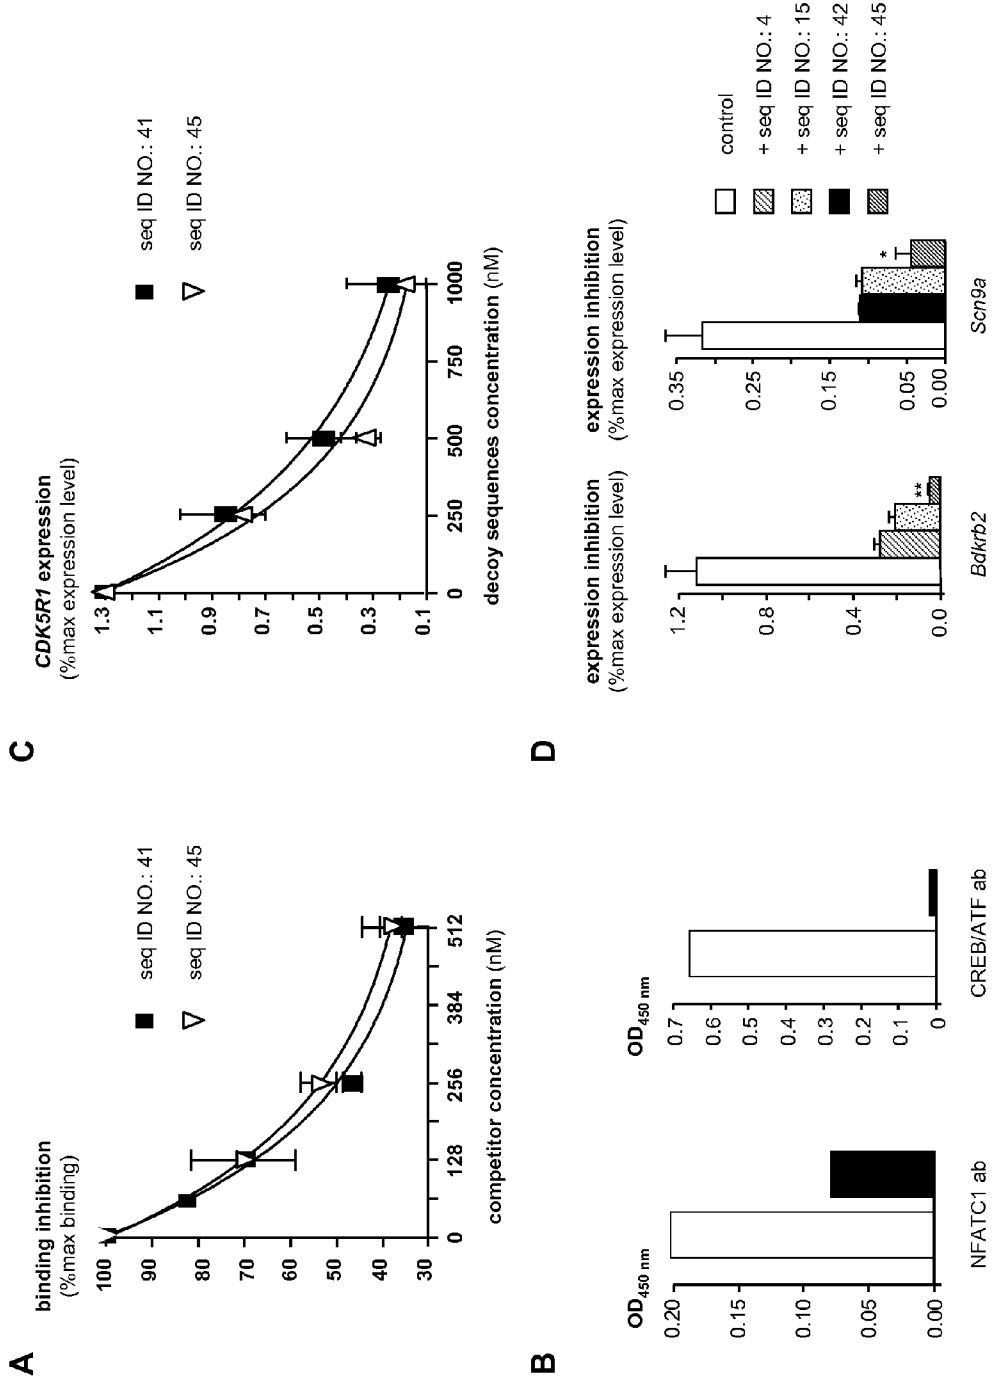 A
binding inhibition
(%max binding)
100
90
80
70
60
50
40
30
0
128
256
384
512
competitor concentration (nM)
seq ID NO.: 41
seq ID NO.: 45
B
OD450 nm
0.20
0.15
0.10
0.05
0.00
NFATC1 ab
OD450 nm
0.7
0.6
0.5
0.4
0.3
0.2
0.1
0
CREB/ATF ab
C
CDK5R1 expression
(%max expression level)
1.3
1.1
0.9
0.7
0.5
0.3
0.1
0
250
500
750
1000
decoy sequences concentration (nM)
seq ID NO.: 41
seq ID NO.: 45
D
expression inhibition
(%max expression level)
1.2
0.8
0.4
0.0
**
Bdkrb2
expression inhibition
(%max expression level)
0.35
0.25
0.15
0.05
0.00
*
Scn9a
control
+ seq ID NO.: 4
+ seq ID NO.: 15
+ seq ID NO.: 42
+ seq ID NO.: 45